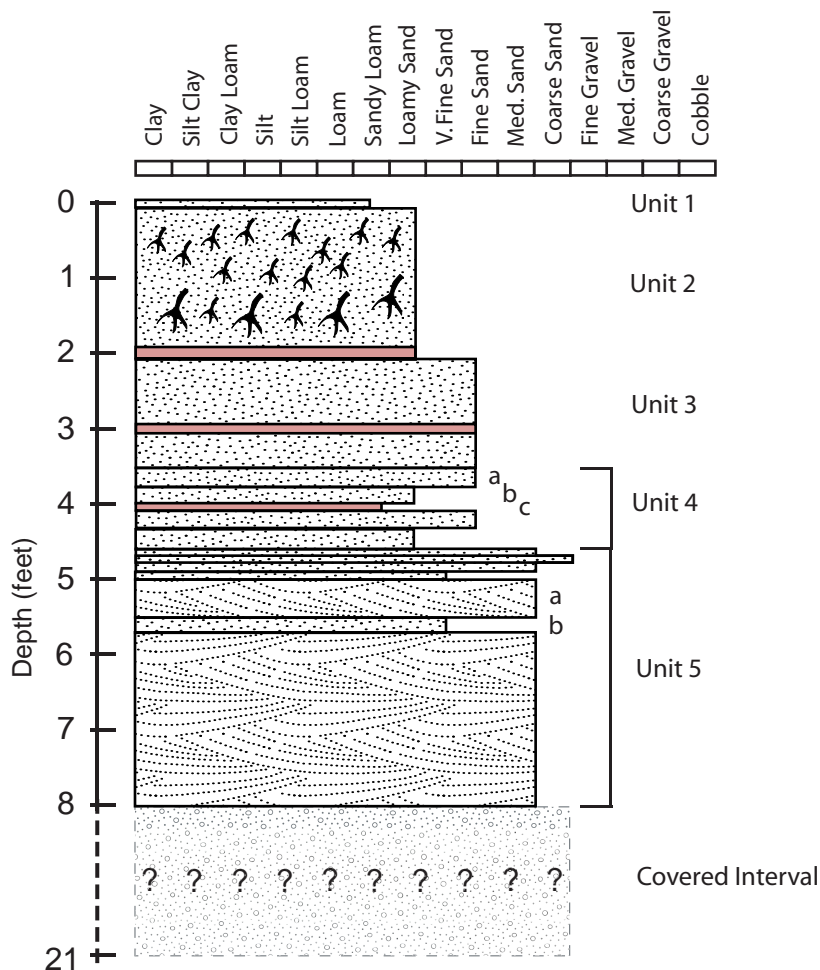 Clay
Silt Clay
Clay Loam
Silt
Silt Loam
Loam
Sandy Loam
Loamy Sand
V. Fine Sand
Fine Sand
Med. Sand
Coarse Sand
Fine Gravel
Med. Gravel
Coarse Gravel
Cobble
0
Unit 1
1
Unit 2
2
Unit 3
3
a
b
c
4
Unit 4
5
a
b
6
Unit 5
7
8
Depth (feet)
? ? ? ? ? ? ? ? ? ?
Covered Interval
21